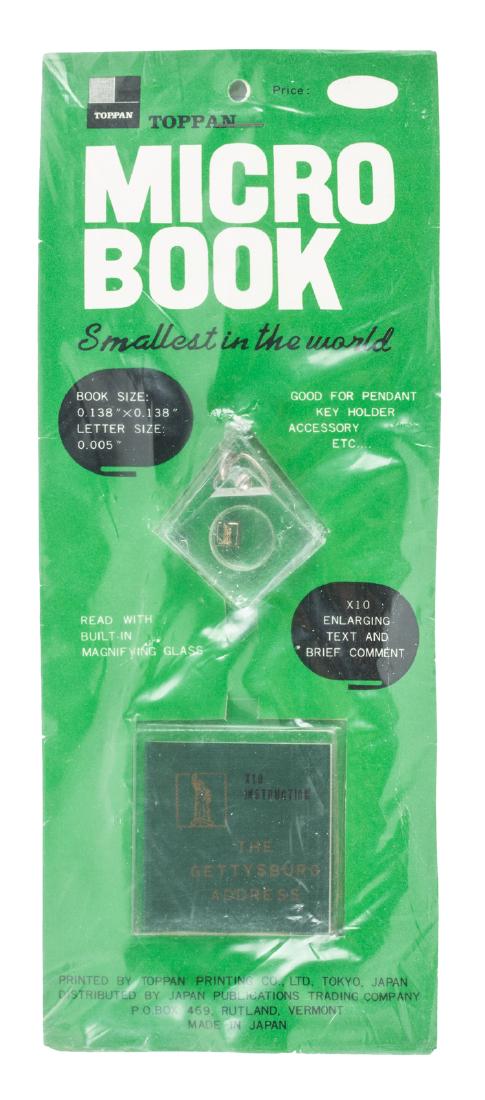 TOPPAN
TOPPAN
Price:
MICRO
BOOK
Smallest in the world
BOOK SIZE:
0.138"×0.138"
LETTER SIZE:
0.005"
GOOD FOR PENDANT
KEY HOLDER
ACCESSORY
ETC....
READ WITH
BUILT-IN
MAGNIFYING GLASS
X10
ENLARGING
TEXT AND
BRIEF COMMENT
X10
INSTRUCTION
THE
GETTYSBURG
ADDRESS
PRINTED BY TOPPAN PRINTING CO., LTD, TOKYO, JAPAN
DISTRIBUTED BY JAPAN PUBLICATIONS TRADING COMPANY
P.O.BOX 469, RUTLAND, VERMONT
MADE IN JAPAN